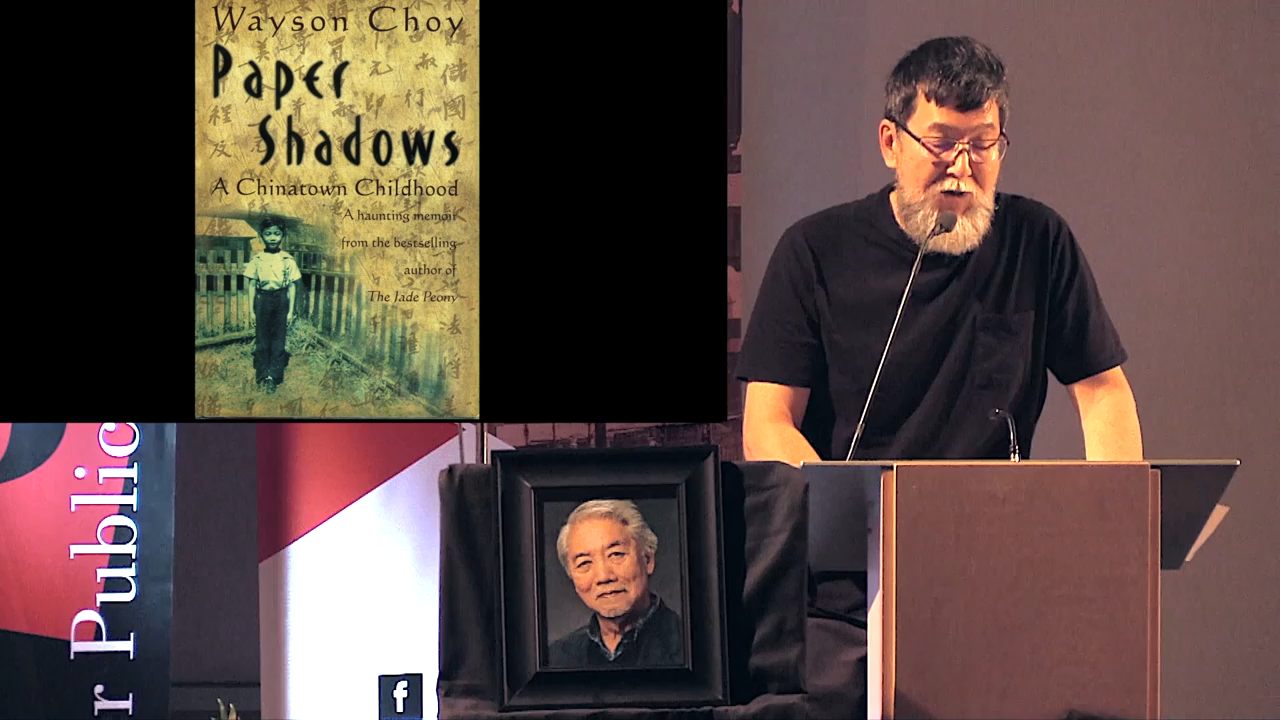 Wayson Choy
Paper
Shadows
A Chinatown Childhood
A haunting memoir
from the bestselling
author of
The Jade Peony
r Public
f